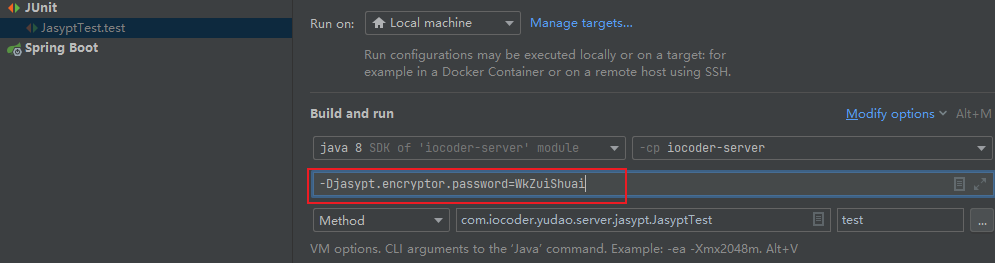 JUnit
JasyptTest.test
Spring Boot
Run on: Local machine Manage targets...
Run configurations may be executed locally or on a target: for
example in a Docker Container or on a remote host using SSH.
Build and run Modify options Alt+M
java 8 SDK of 'iocoder-server' module -cp iocoder-server
-Djasypt.encryptor.password=WkZuiShuai
Method com.iocoder.yudao.server.jasypt.JasyptTest test ...
VM options. CLI arguments to the 'Java' command. Example: -ea -Xmx2048m. Alt+V